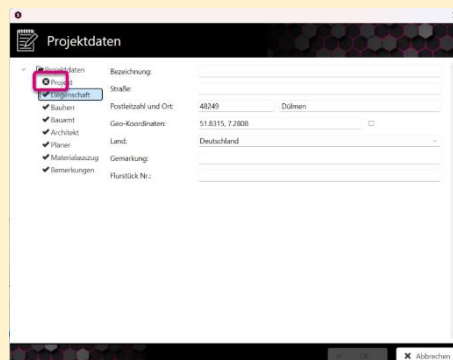 Projektdaten
Projektdaten
Projekt
Liegenschaft
Bauherr
Bauamt
Architekt
Planer
Materialauszug
Bemerkungen
Bezeichnung:
Straße:
Postleitzahl und Ort: 48249 Dülmen
Geo-Koordinaten: 51.8315, 7.2808
Land: Deutschland
Gemarkung:
Flurstück Nr.:
Abbrechen